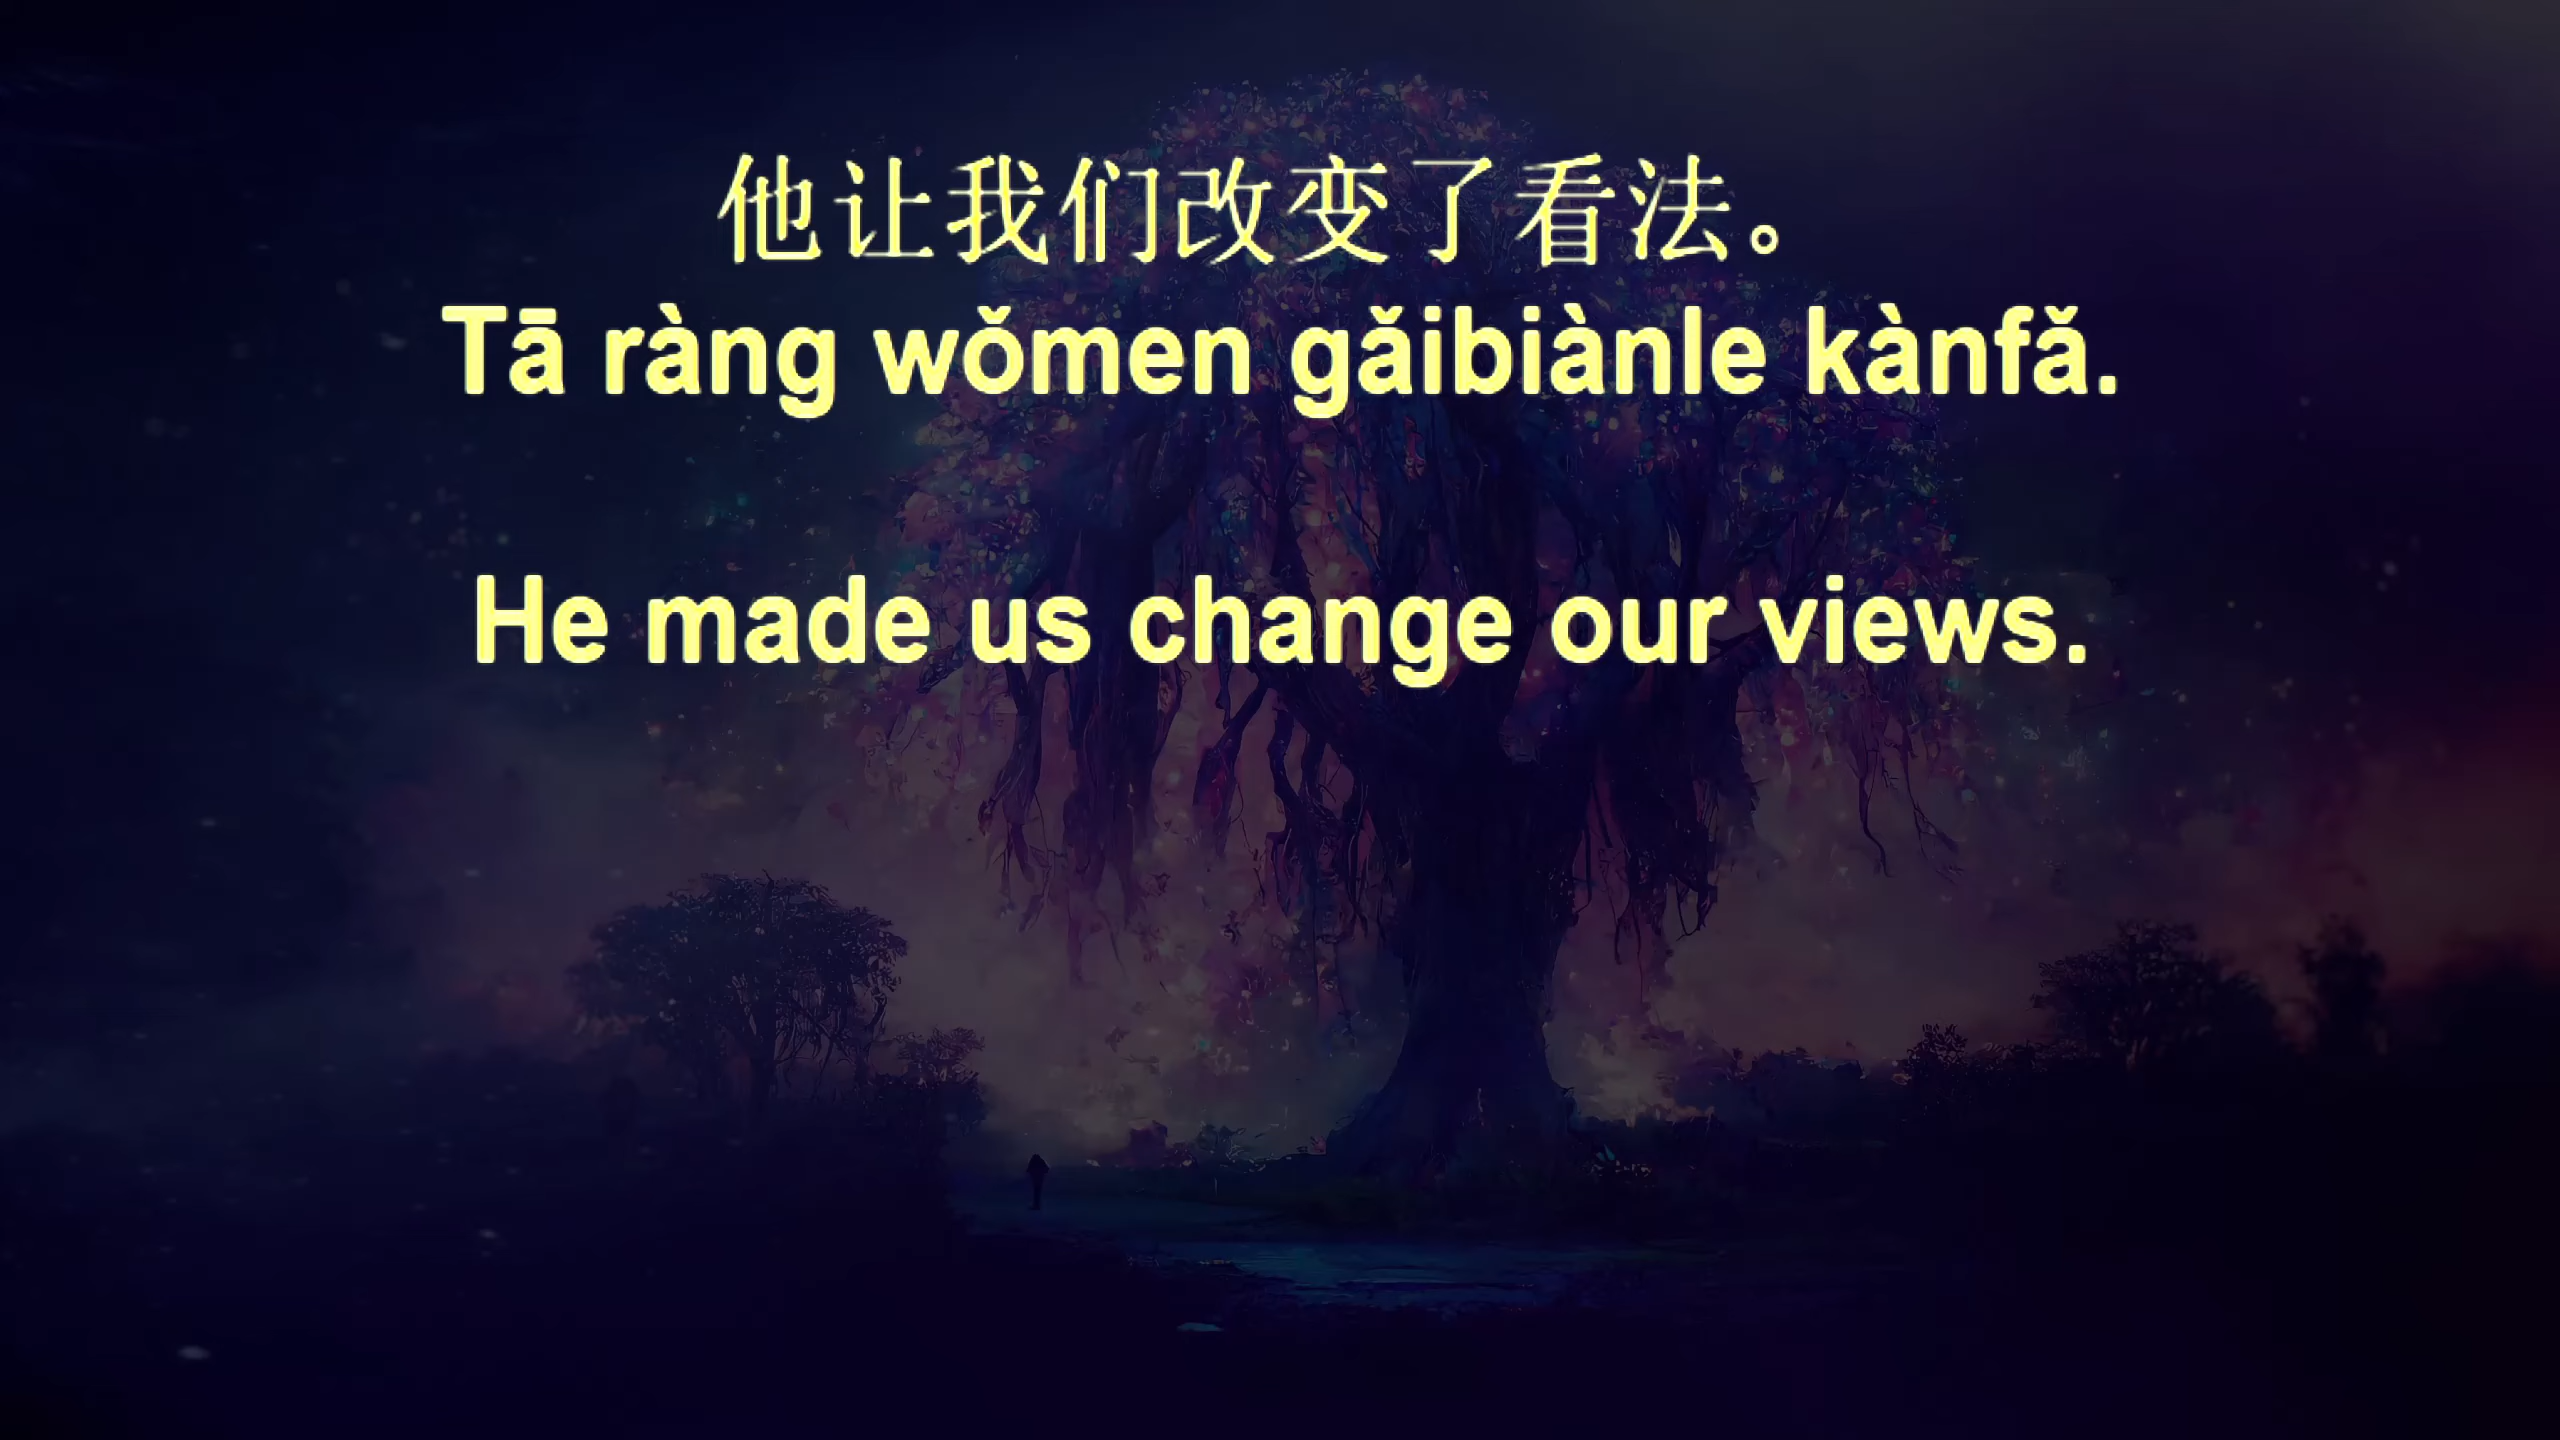 他让我们改变了看法。
Tā ràng wǒmen gǎibiànle kànfǎ.
He made us change our views.